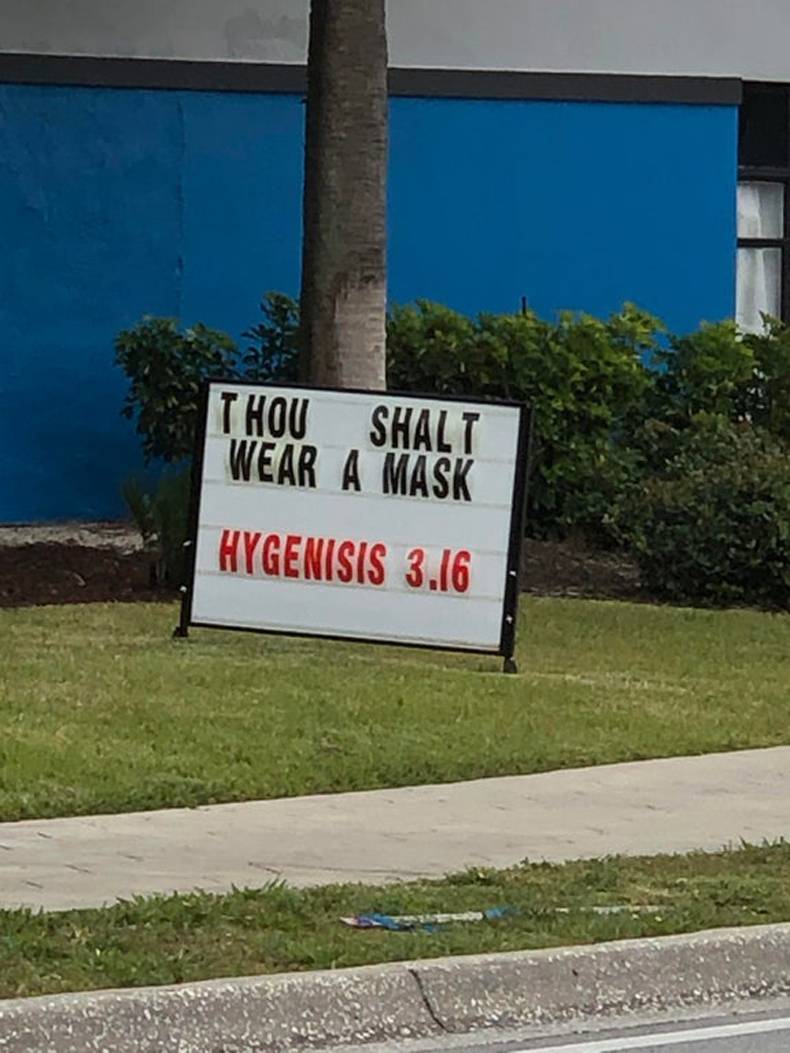 THOU SHALT
WEAR A MASK
HYGENISIS 3.16